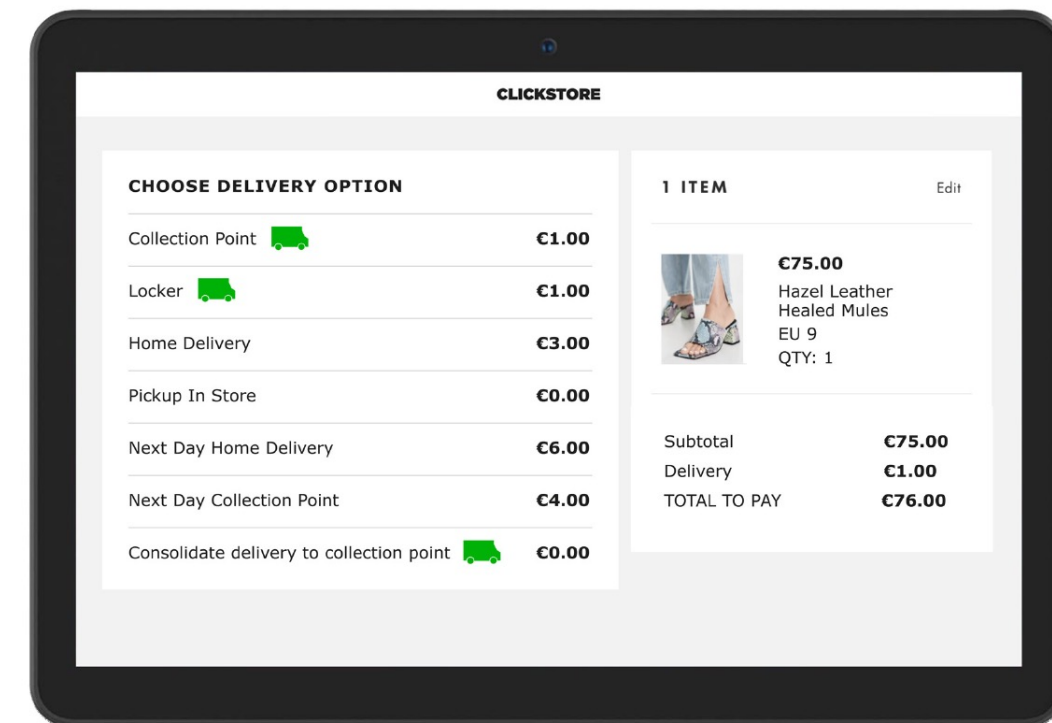 CLICKSTORE
CHOOSE DELIVERY OPTION
Collection Point €1.00
Locker €1.00
Home Delivery €3.00
Pickup In Store €0.00
Next Day Home Delivery €6.00
Next Day Collection Point €4.00
Consolidate delivery to collection point €0.00
1 ITEM Edit
€75.00
Hazel Leather
Healed Mules
EU 9
QTY: 1
Subtotal €75.00
Delivery €1.00
TOTAL TO PAY €76.00